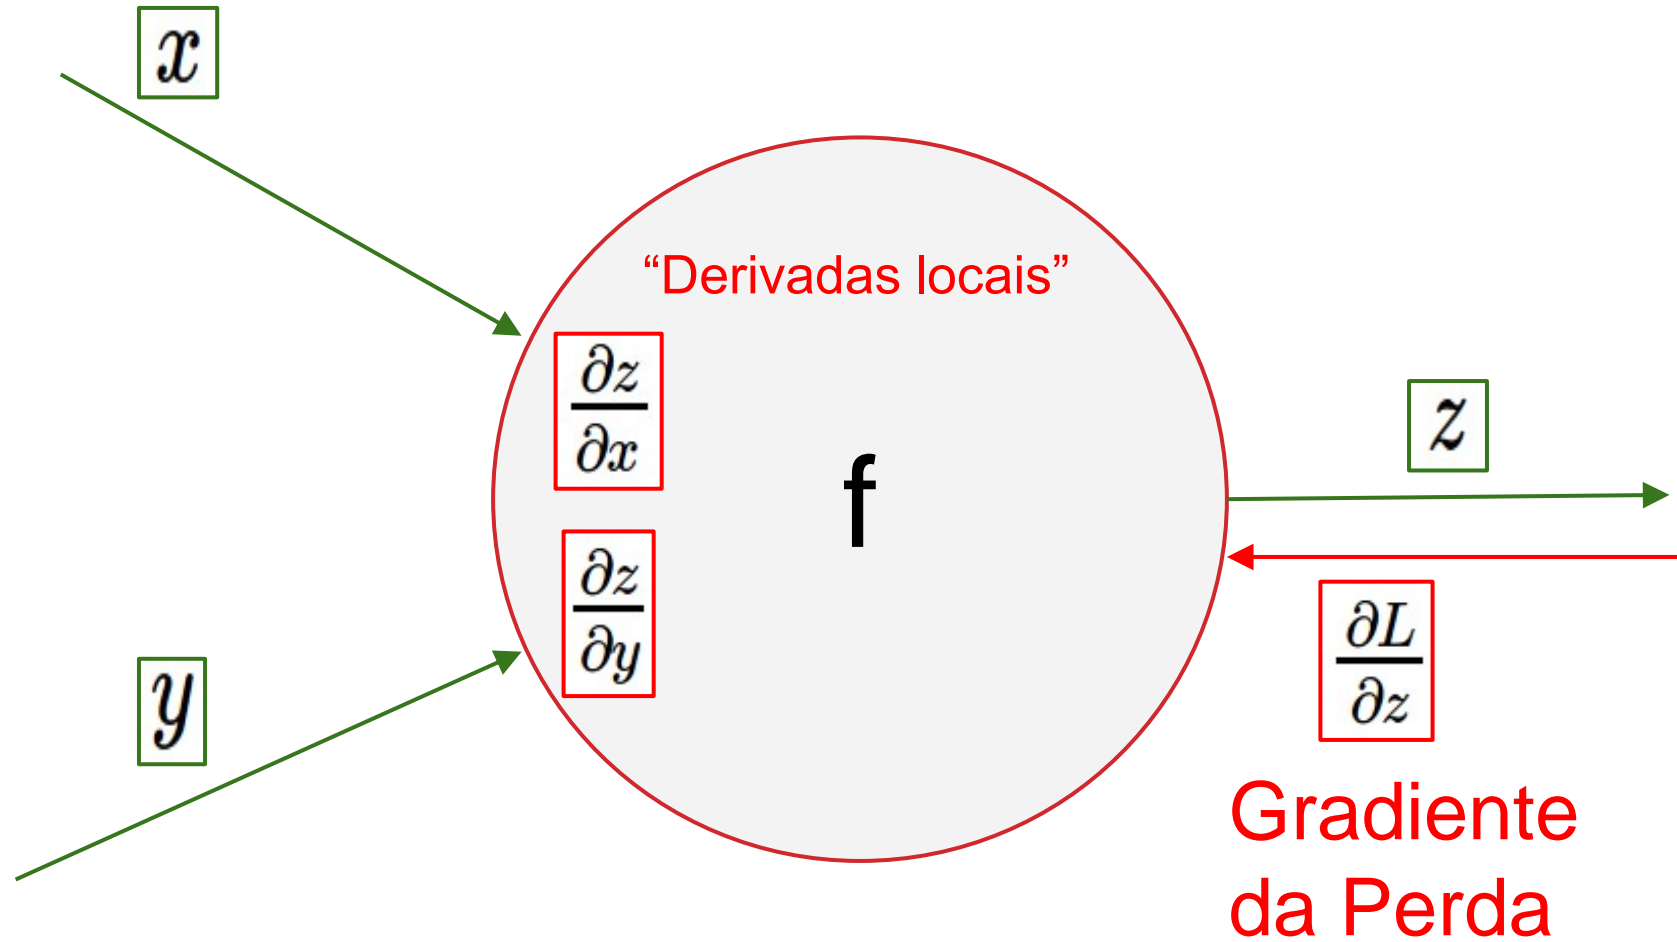 x
“Derivadas locais”
∂z
∂x
f
z
∂z
∂y
∂L
∂z
y
Gradiente
da Perda